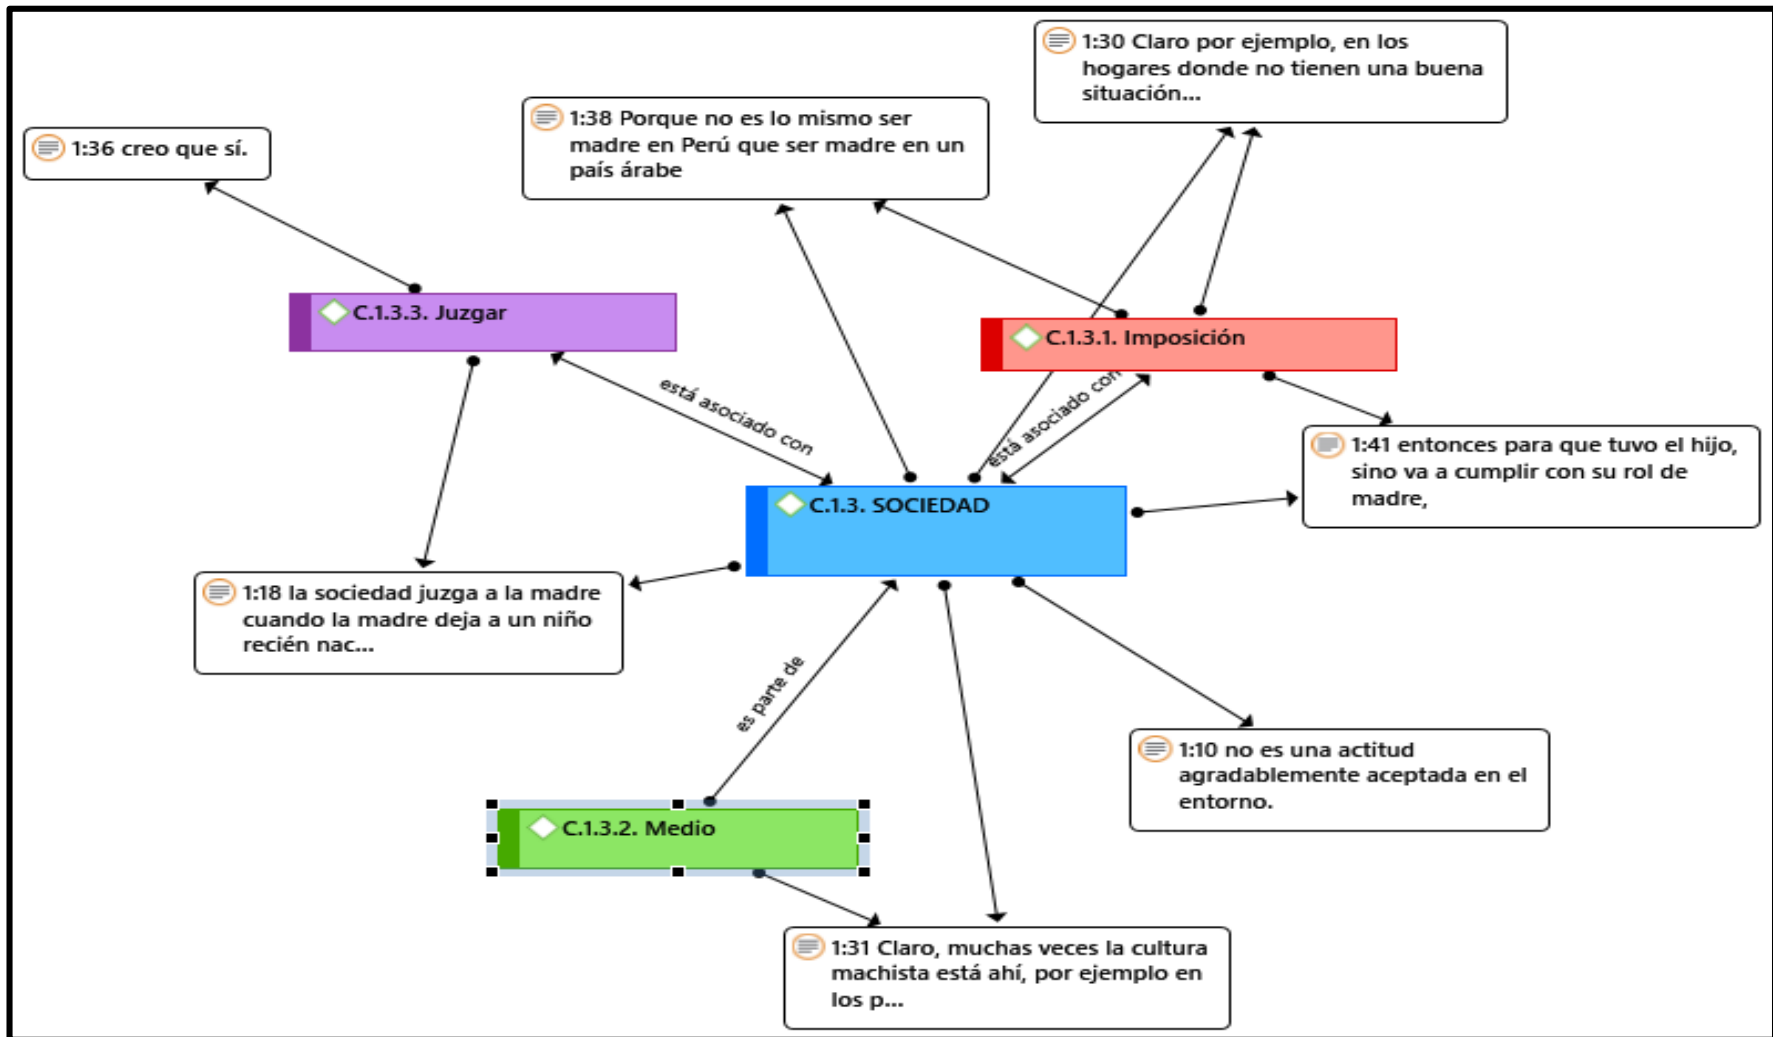 1:30 Claro por ejemplo, en los
hogares donde no tienen una buena
situación...
1:38 Porque no es lo mismo ser
madre en Perú que ser madre en un
país árabe
1:36 creo que sí.
C.1.3.3. Juzgar
C.1.3.1. Imposición
está asociado con
está asociado con
1:41 entonces para que tuvo el hijo,
sino va a cumplir con su rol de
madre,
C.1.3. SOCIEDAD
1:18 la sociedad juzga a la madre
cuando la madre deja a un niño
recién nac...
es parte de
1:10 no es una actitud
agradablemente aceptada en el
entorno.
C.1.3.2. Medio
1:31 Claro, muchas veces la cultura
machista está ahí, por ejemplo en
los p...